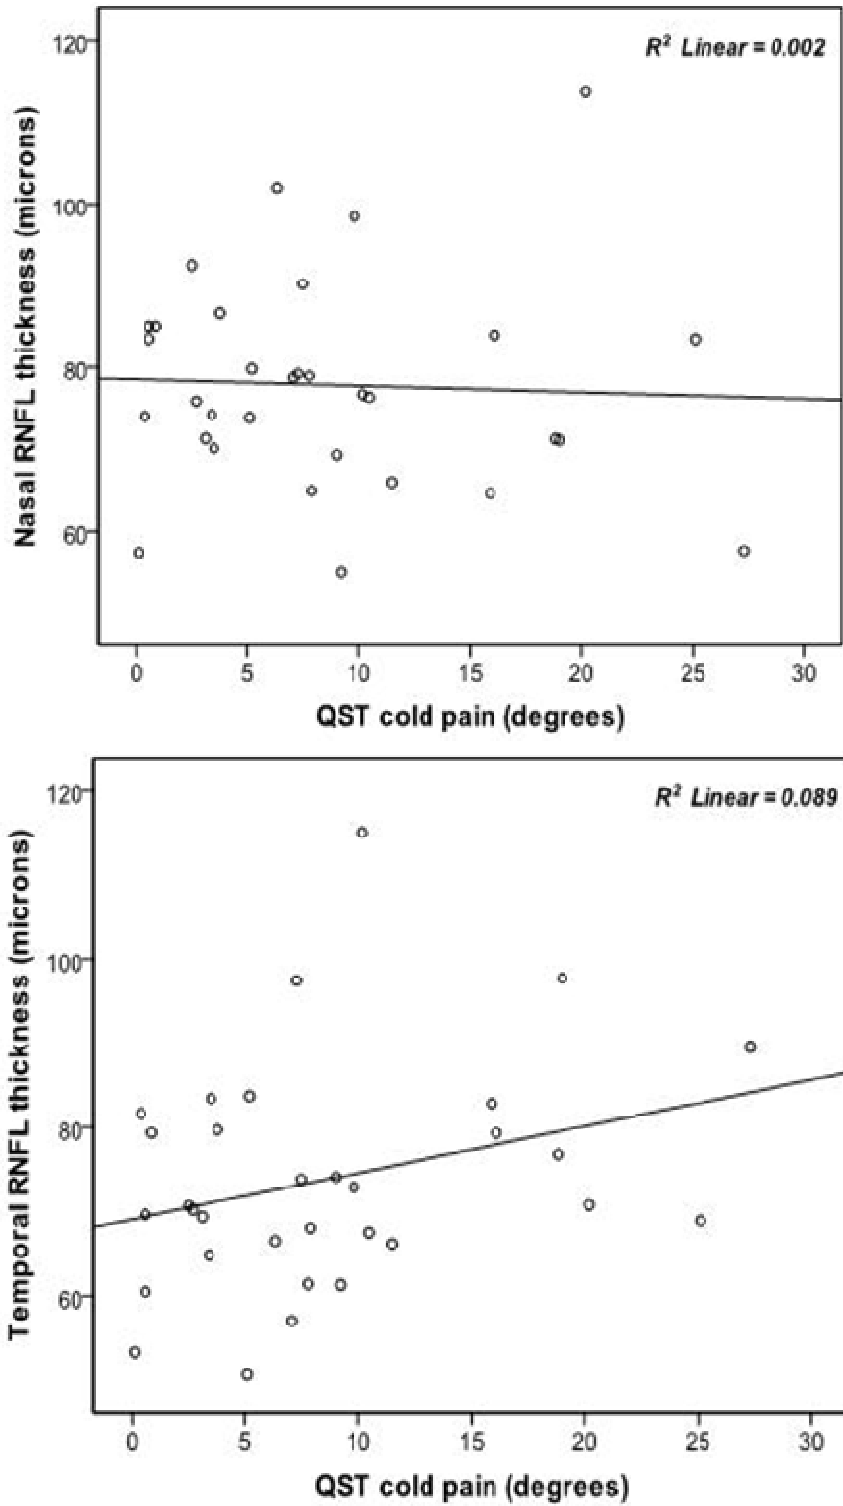 R² Linear = 0.002
Nasal RNFL thickness (microns)
120
100
80
60
0 5 10 15 20 25 30
QST cold pain (degrees)
R² Linear = 0.089
Temporal RNFL thickness (microns)
120
100
80
60
0 5 10 15 20 25 30
QST cold pain (degrees)